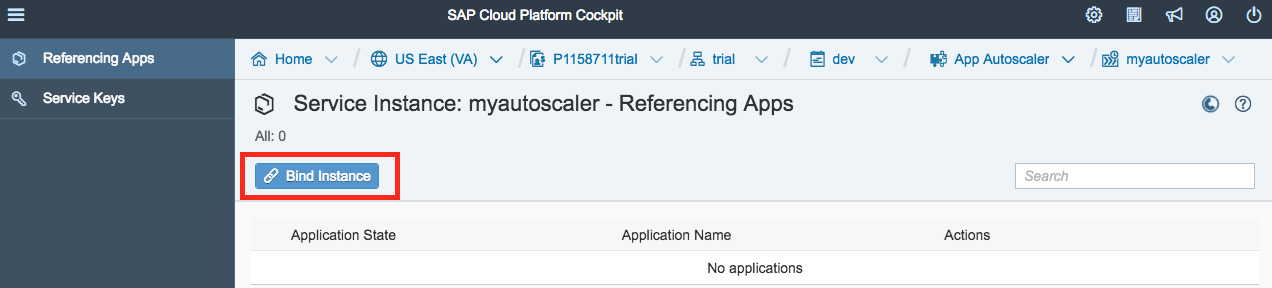 SAP Cloud Platform Cockpit
Referencing Apps
Service Keys
Home / US East (VA) / P1158711trial / trial dev / App Autoscaler / myautoscaler
Service Instance: myautoscaler - Referencing Apps
All: 0
Bind Instance
Search
Application State Application Name Actions
No applications